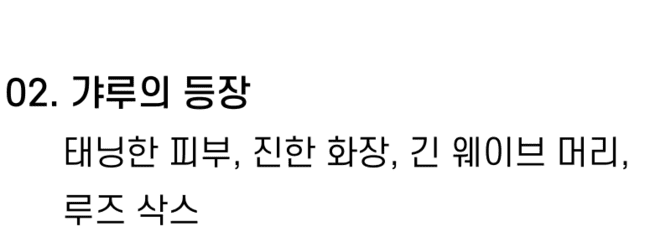 02. 갸루의 등장
태닝한 피부, 진한 화장, 긴 웨이브 머리,
루즈 삭스